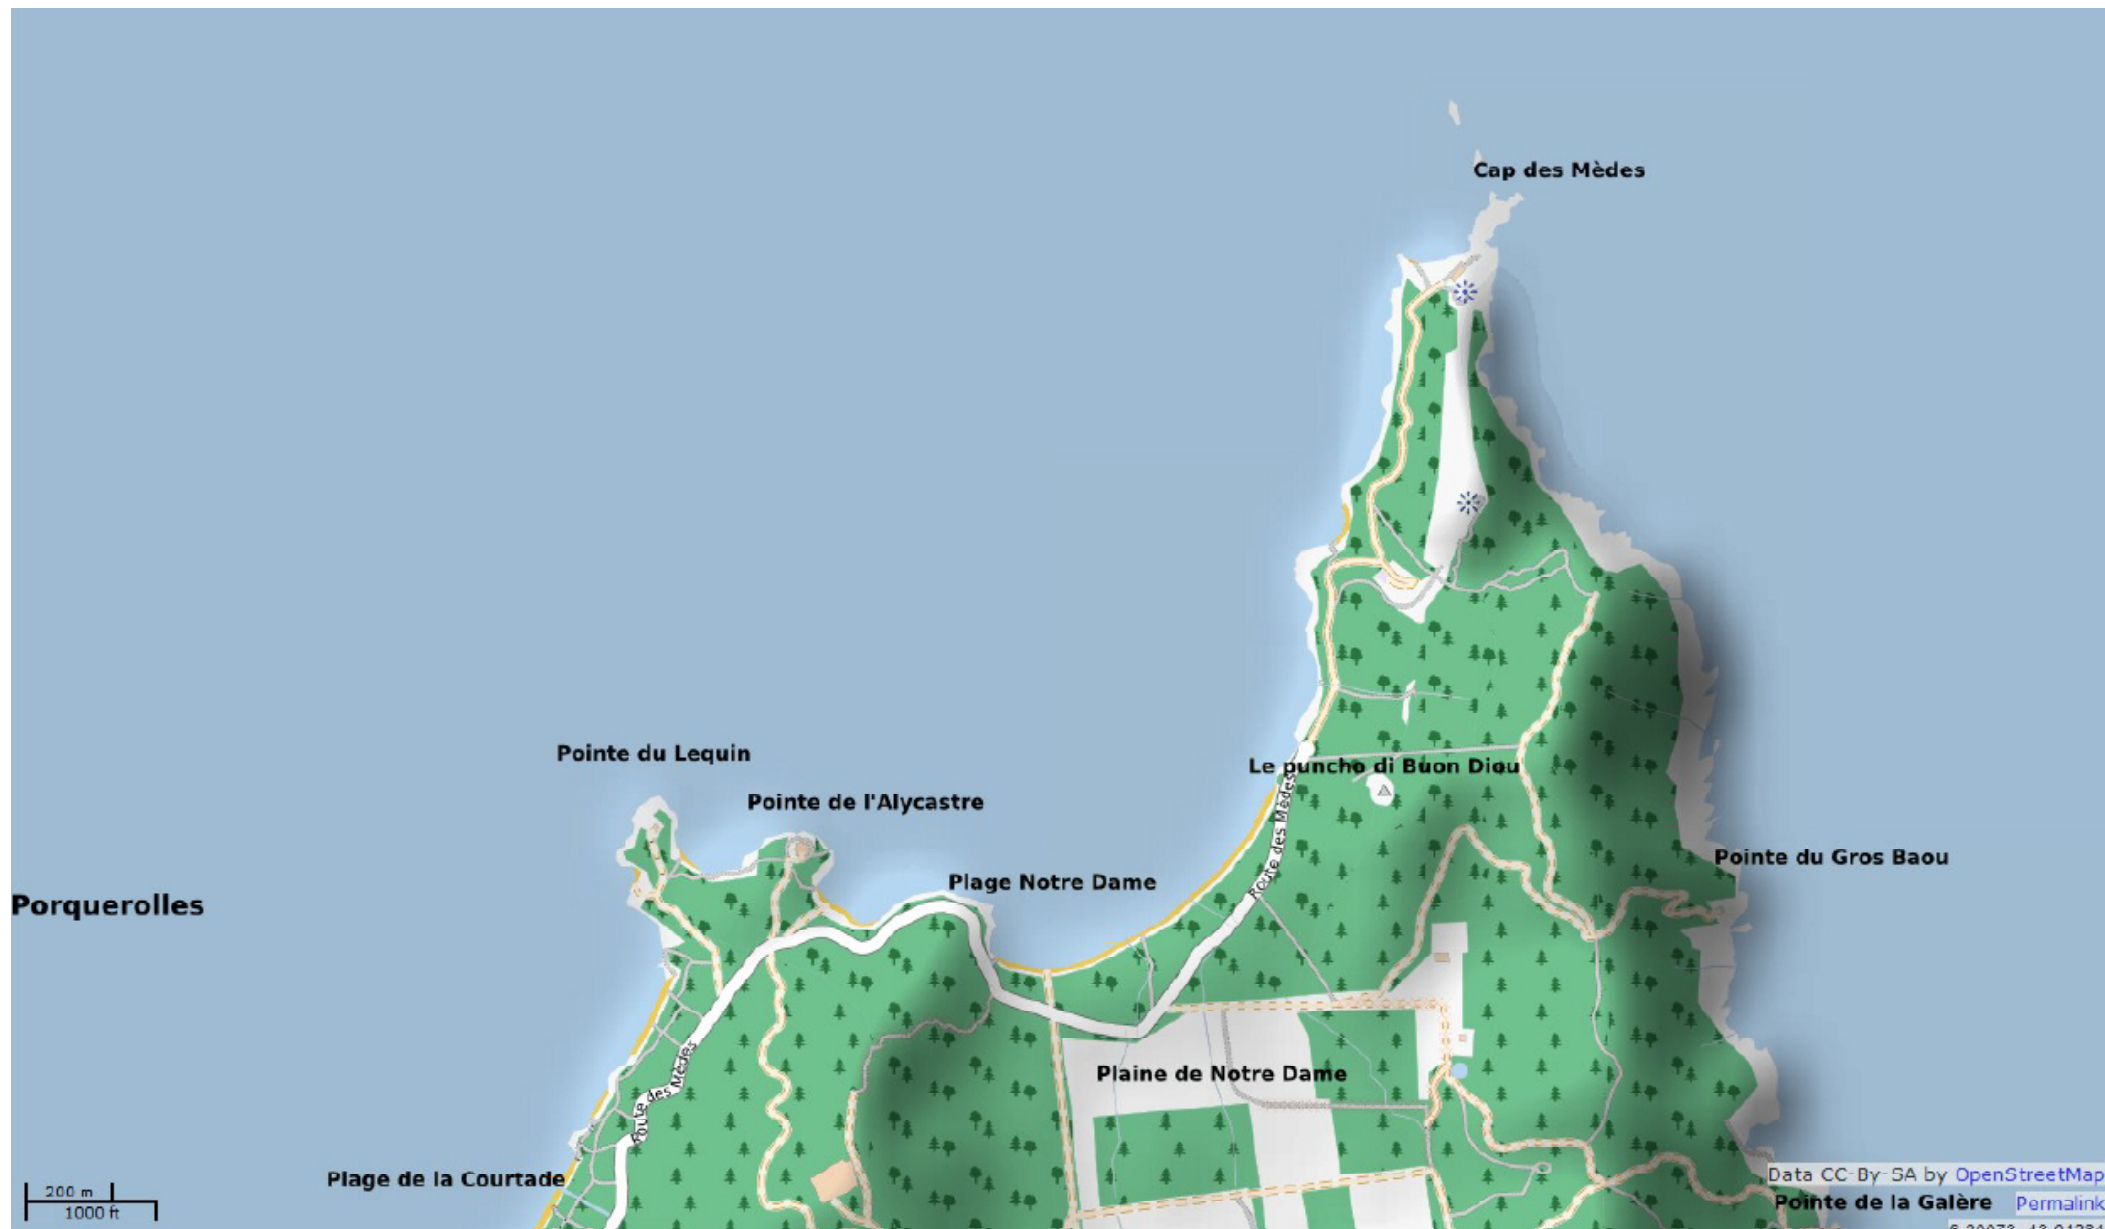 Cap des Mèdes
Pointe du Lequin
Le puncho di Buon Diou
Pointe de l'Alycastre
Route des Mèdes
Pointe du Gros Baou
Plage Notre Dame
Porquerolles
Plaine de Notre Dame
Route des Mèdes
Plage de la Courtade
Data CC-By-SA by OpenStreetMap
200 m
Pointe de la Galère Permalink
1000 ft